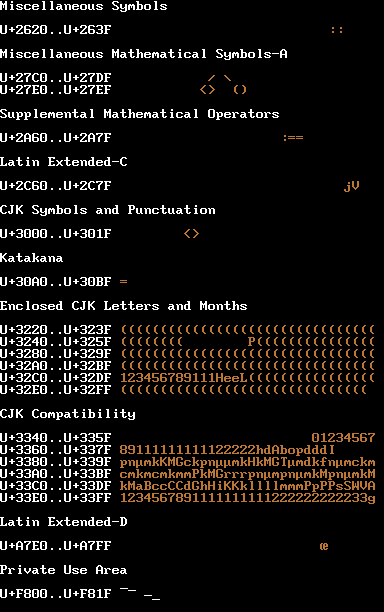 Miscellaneous Symbols
U+2620..U+263F ::
Miscellaneous Mathematical Symbols-A
U+27C0..U+27DF / \
U+27E0..U+27EF <> ()
Supplemental Mathematical Operators
U+2A60..U+2A7F :==
Latin Extended-C
U+2C60..U+2C7F jV
CJK Symbols and Punctuation
U+3000..U+301F <>
Katakana
U+30A0..U+30BF =
Enclosed CJK Letters and Months
U+3220..U+323F ((((((((((((((((((((((((((((((((
U+3240..U+325F (((((((( P(((((((((((((((
U+3280..U+329F ((((((((((((((((((((((((((((((((
U+32A0..U+32BF ((((((((((((((((((((((((((((((((
U+32C0..U+32DF 123456789111HeeL((((((((((((((((
U+32E0..U+32FF (((((((((((((((((((((((((((((((
CJK Compatibility
U+3340..U+335F 01234567
U+3360..U+337F 89111111111122222hdAbopdddI
U+3380..U+339F pnµmkKMGckpnµµmkHkMGTµmdkfnµmckm
U+33A0..U+33BF cmkmcmkmmPkMGrrrpnµmpnµmkMpnµmkM
U+33C0..U+33DF kMaBccCCdGhHiKKkllllmmmPpPPsSWVA
U+33E0..U+33FF 1234567891111111111222222222233g
Latin Extended-D
U+A7E0..U+A7FF œ
Private Use Area
U+F800..U+F81F